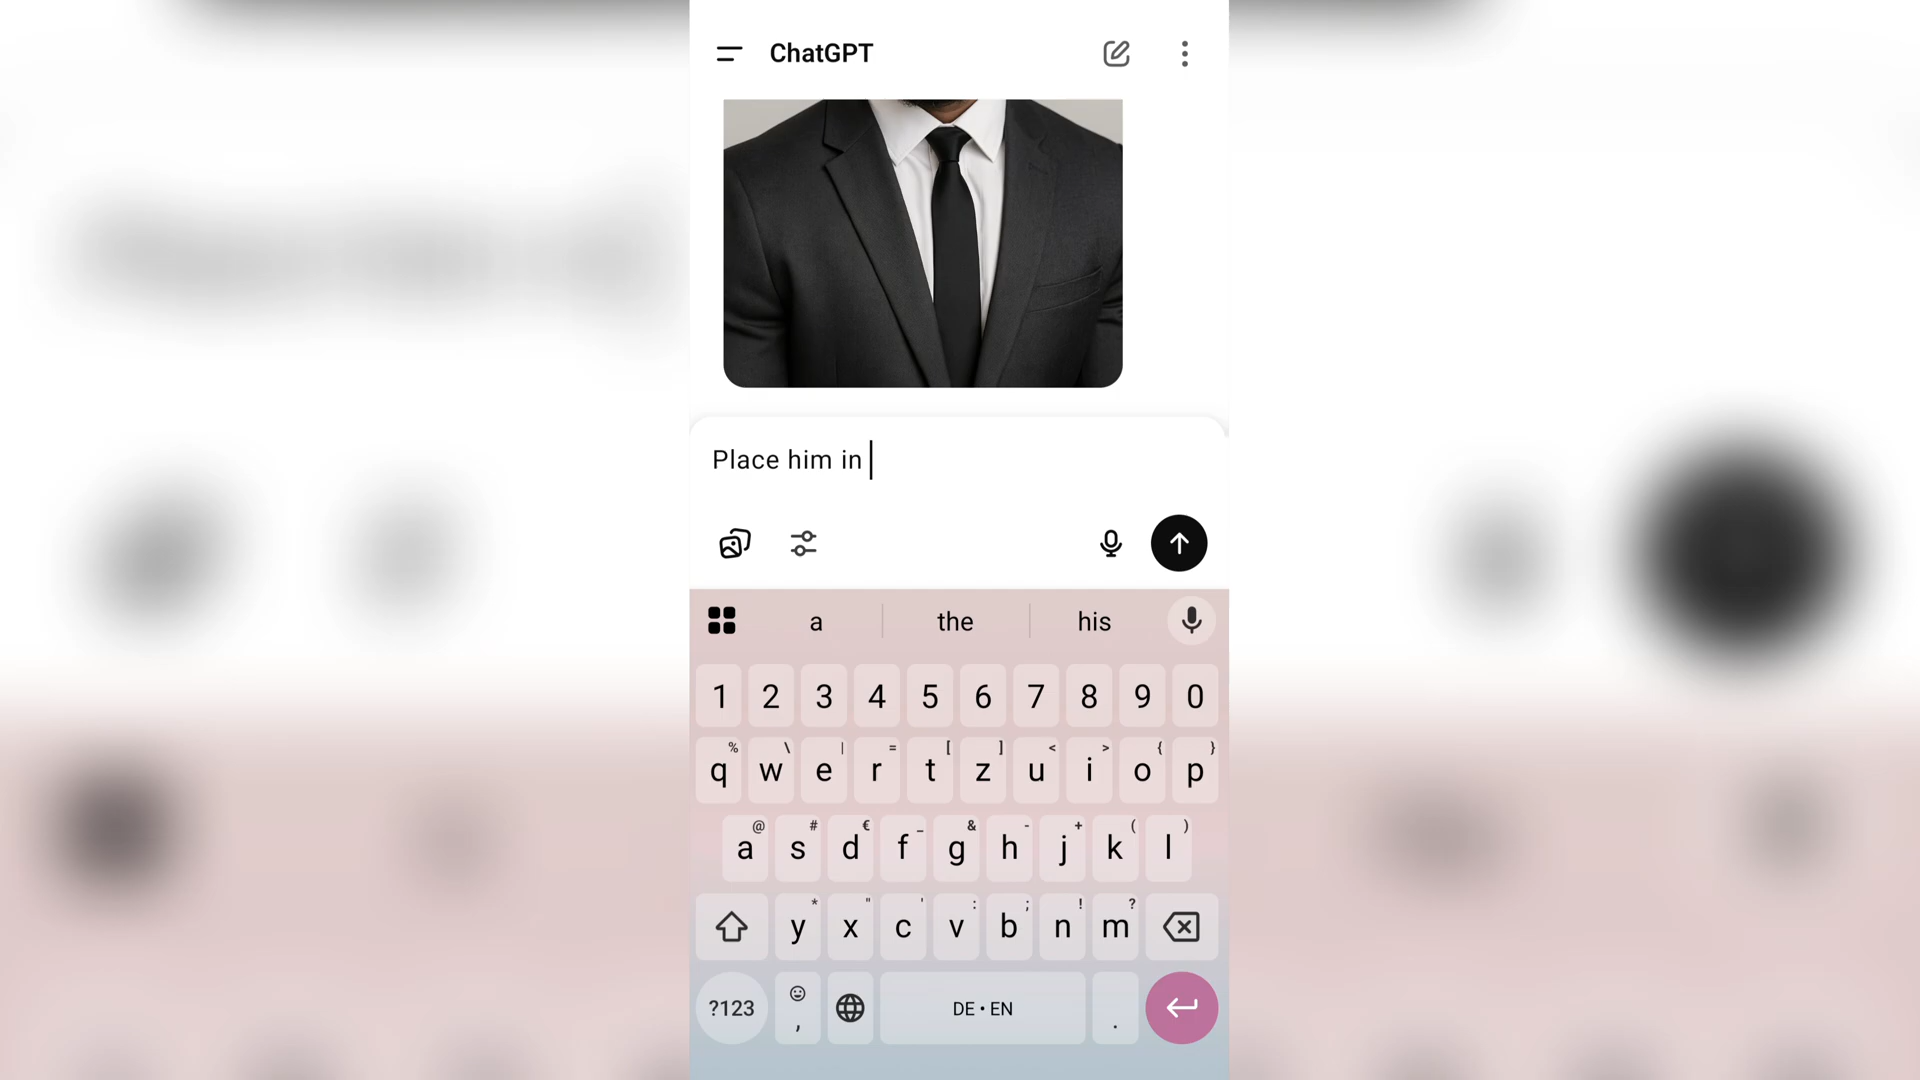 ChatGPT
Place him in
a the his
1 2 3 4 5 6 7 8 9 0
% \ | = [ ] < > { }
q w e r t z u i o p
@ # € _ & - + ( )
a s d f g h j k l
* " ' : ; ! ?
y x c v b n m
?123 , DE • EN .